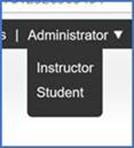 s | Administrator ▼
Instructor
Student